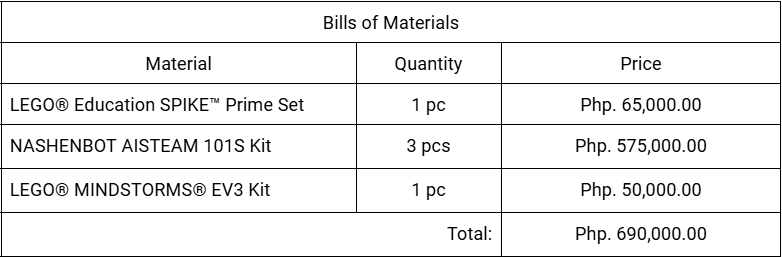 Bills of Materials
Material Quantity Price
LEGO® Education SPIKE™ Prime Set 1 pc Php. 65,000.00
NASHENBOT AISTEAM 101S Kit 3 pcs Php. 575,000.00
LEGO® MINDSTORMS® EV3 Kit 1 pc Php. 50,000.00
Total: Php. 690,000.00